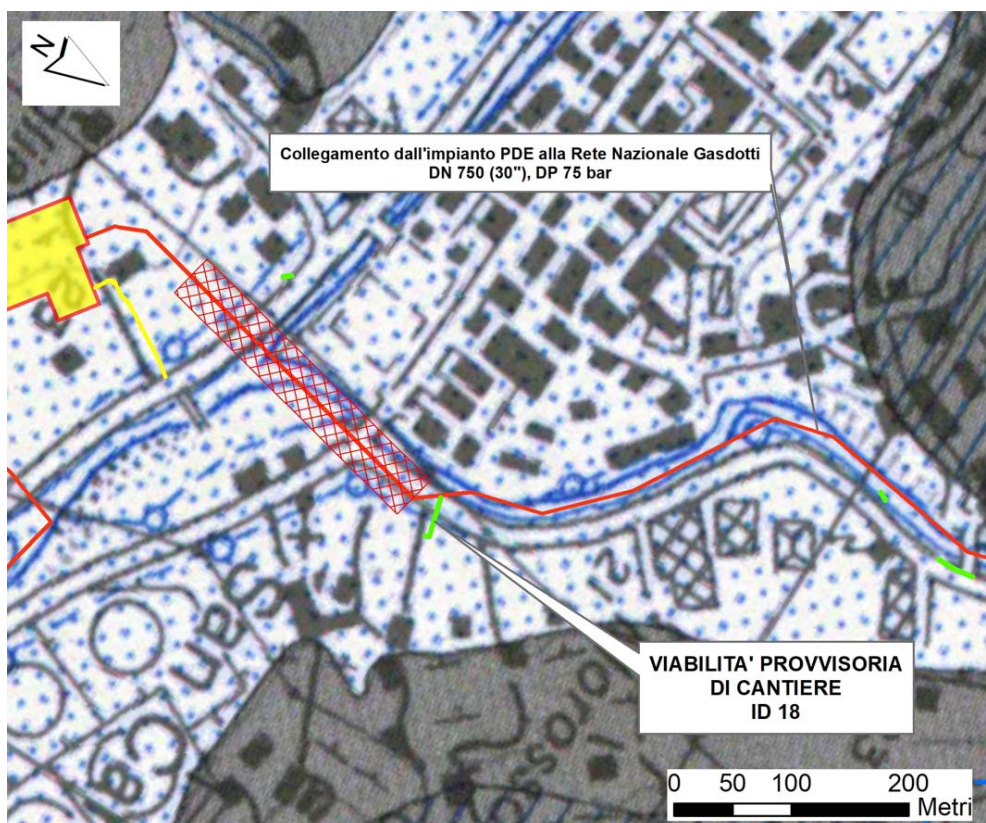 N
Collegamento dall'impianto PDE alla Rete Nazionale Gasdotti
DN 750 (30"), DP 75 bar
VIABILITA' PROVVISORIA
DI CANTIERE
ID 18
0 50 100 200
Metri